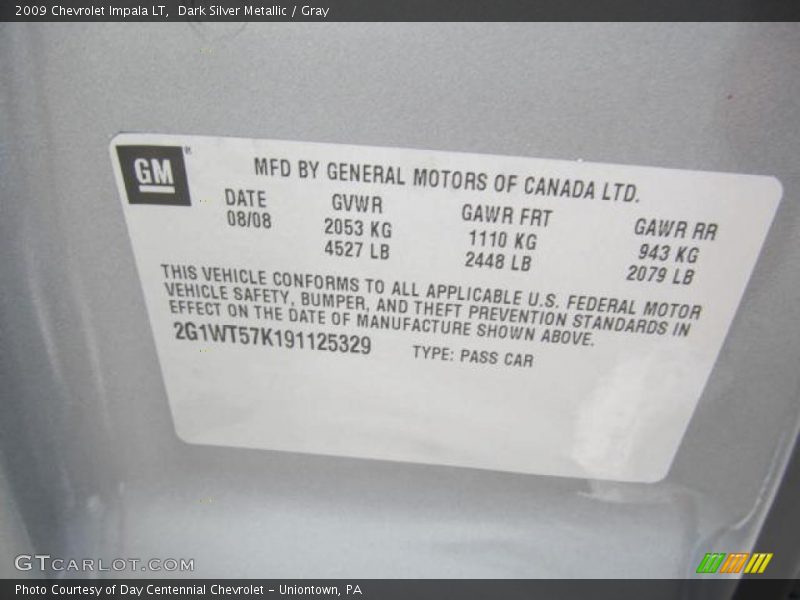 2009 Chevrolet Impala LT,  Dark Silver Metallic / Gray
GM®
MFD BY GENERAL MOTORS OF CANADA LTD.
DATE GVWR GAWR FRT GAWR RR
08/08 2053 KG 1110 KG 943 KG
4527 LB 2448 LB 2079 LB
THIS VEHICLE CONFORMS TO ALL APPLICABLE U.S. FEDERAL MOTOR
VEHICLE SAFETY, BUMPER, AND THEFT PREVENTION STANDARDS IN
EFFECT ON THE DATE OF MANUFACTURE SHOWN ABOVE.
2G1WT57K191125329 TYPE: PASS CAR
GTCARLOT.COM
Photo Courtesy of Day Centennial Chevrolet - Uniontown, PA